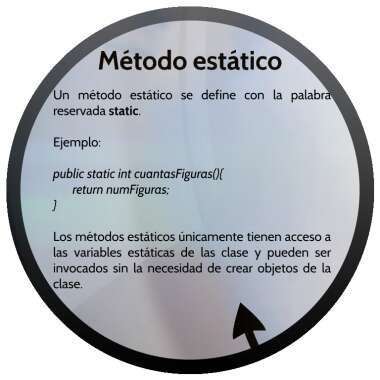 Método estático
Un método estático se define con la palabra
reservada static.
Ejemplo:
public static int cuantasFiguras(){
return numFiguras;
}
Los métodos estáticos únicamente tienen acceso a
las variables estáticas de las clase y pueden ser
invocados sin la necesidad de crear objetos de la
clase.